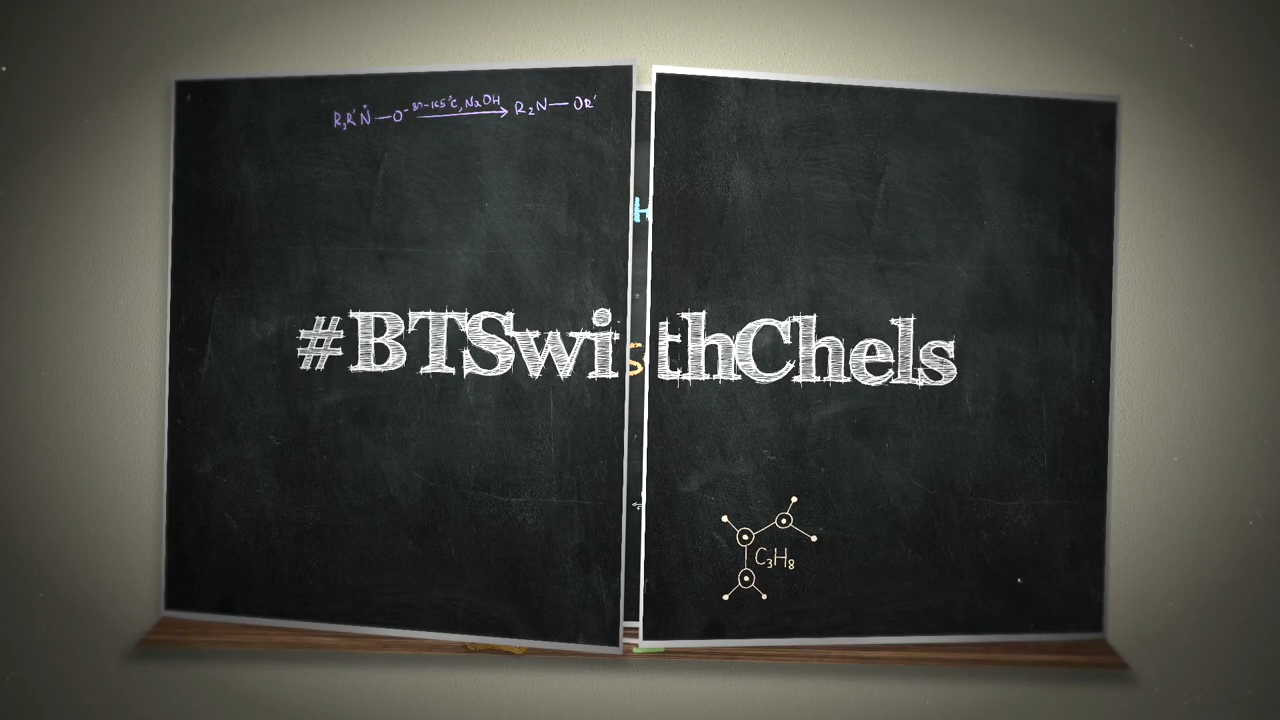 R₂R'N⁺—O⁻ 80-165°C, NaOH → R₂N—OR'
#BTSwithChels
C₃H₈